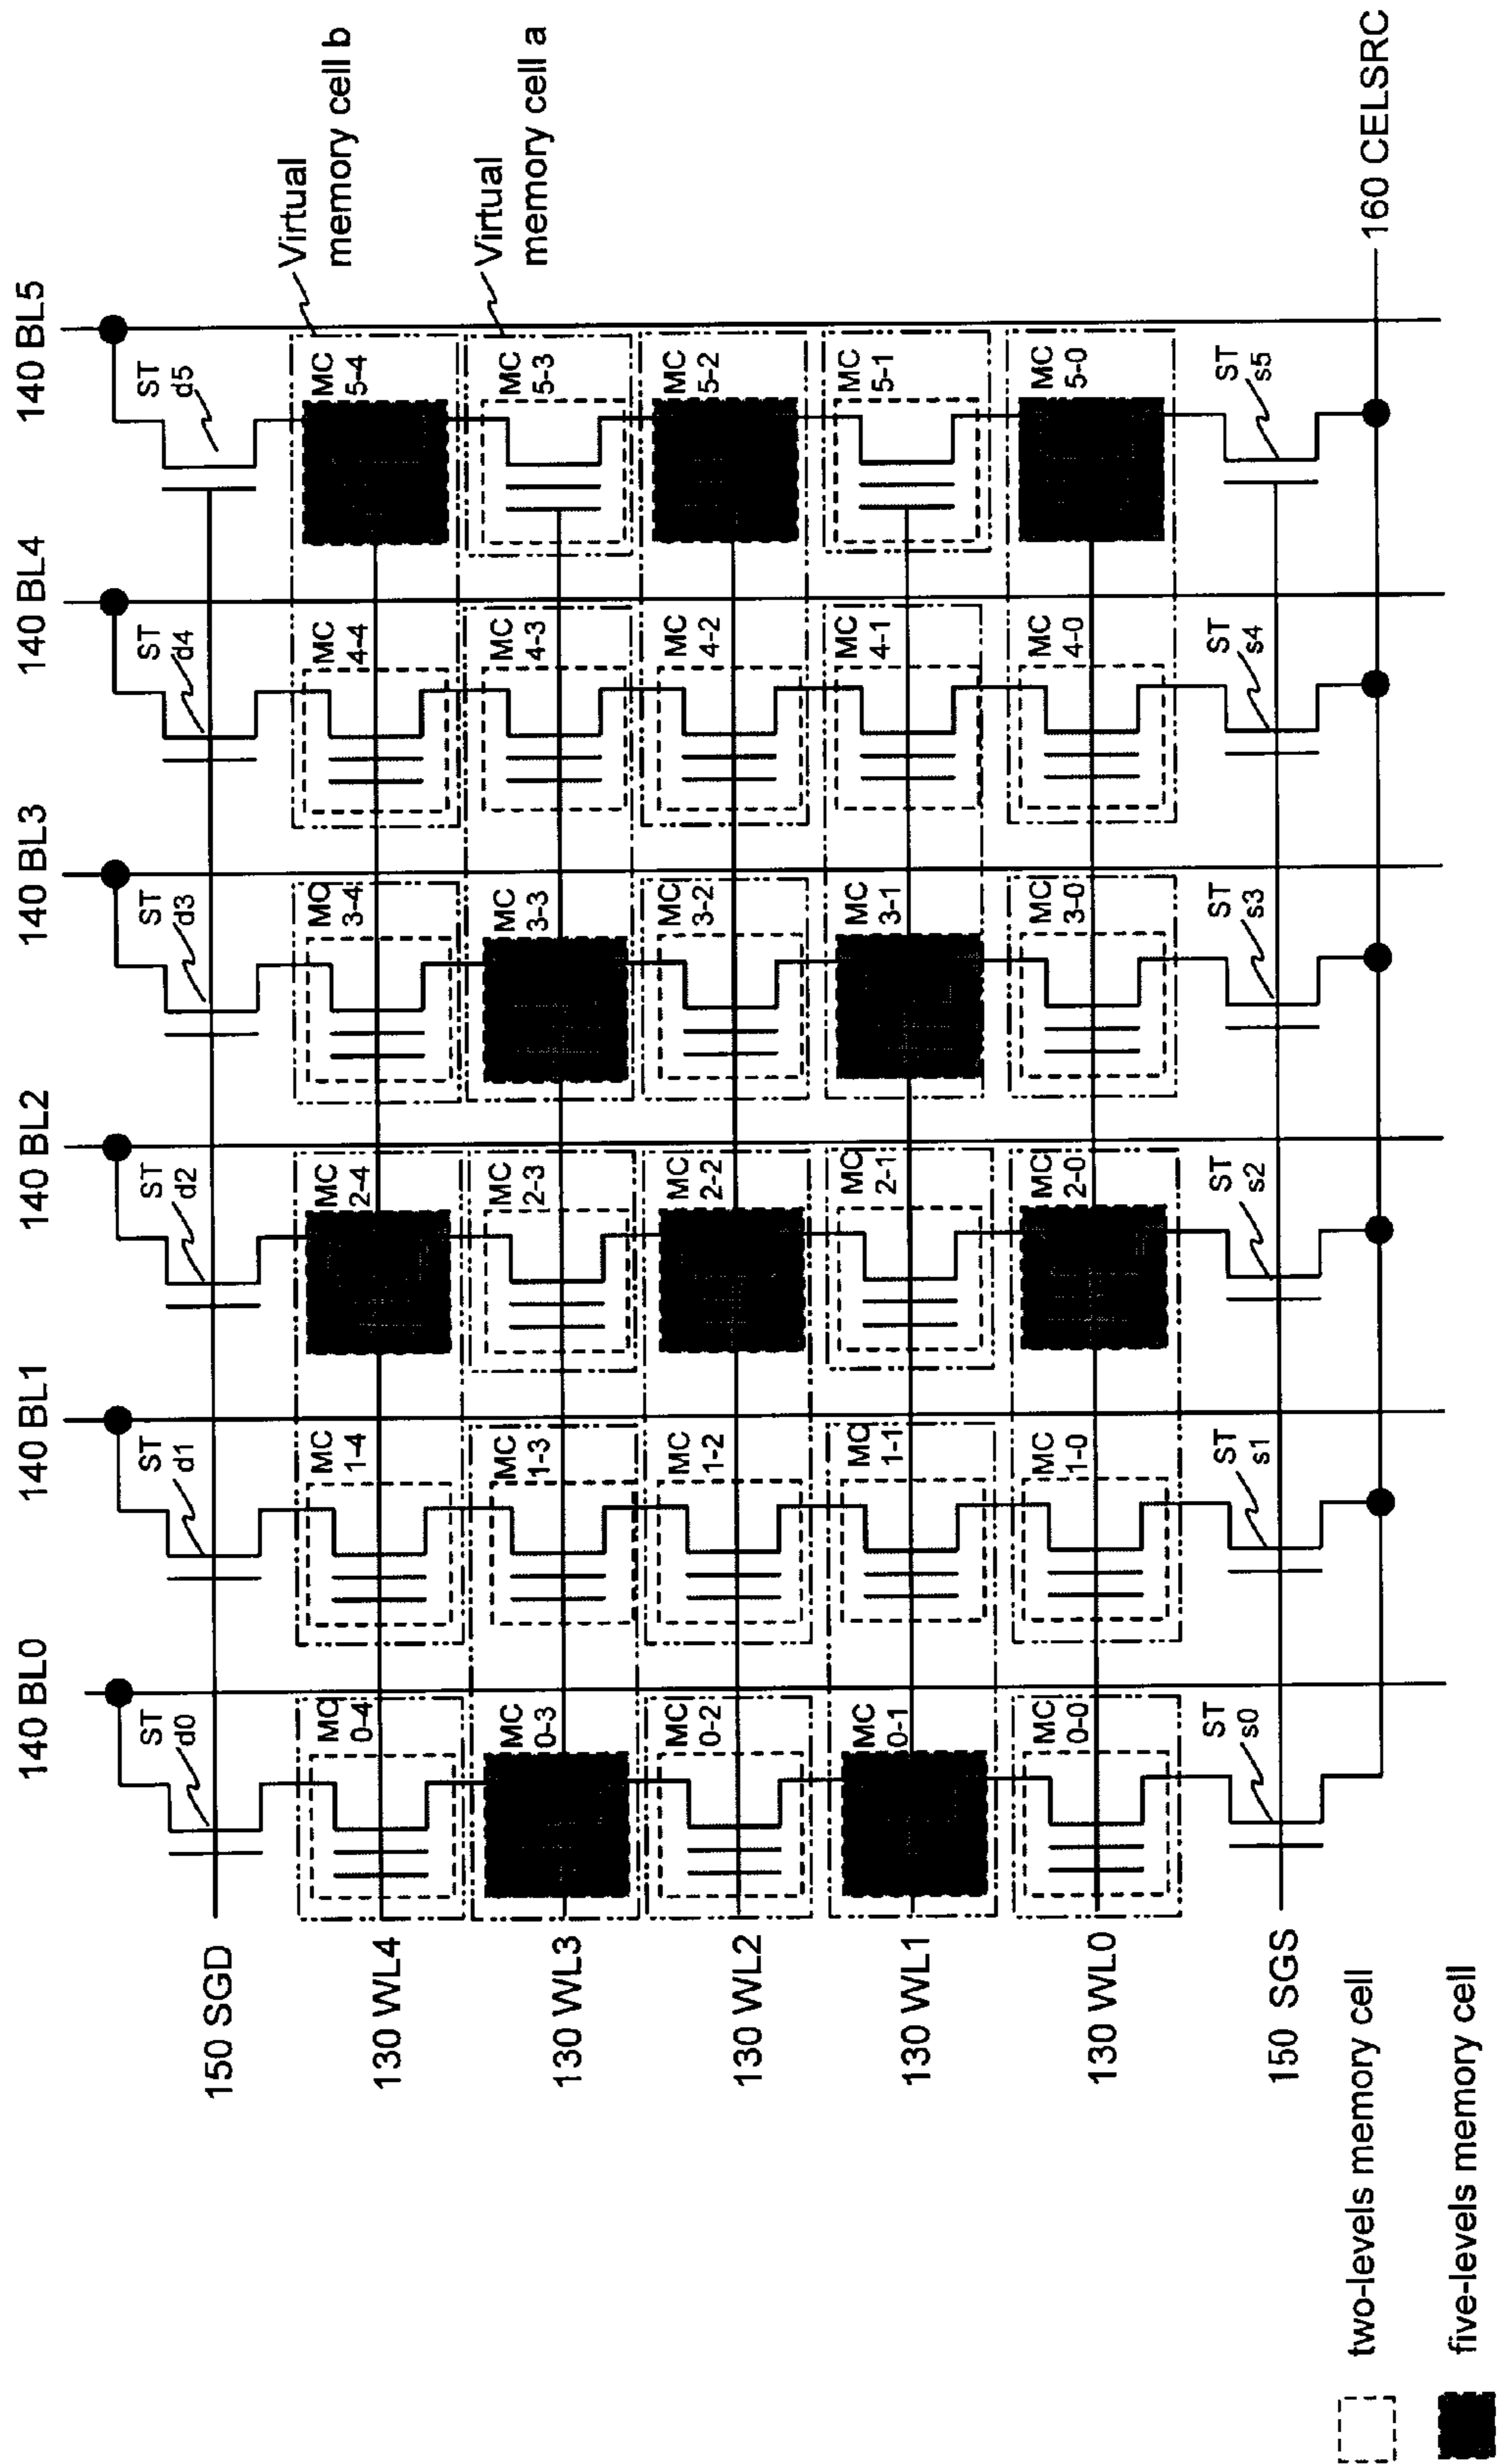 140 BL0
140 BL1
140 BL2
140 BL3
140 BL4
140 BL5
150 SGD
ST
d0
ST
d1
ST
d2
ST
d3
ST
d4
ST
d5
130 WL4
MC
0-4
MC
1-4
MC
2-4
MC
3-4
MC
4-4
MC
5-4
Virtual
memory cell b
130 WL3
MC
0-3
MC
1-3
MC
2-3
MC
3-3
MC
4-3
MC
5-3
Virtual
memory cell a
130 WL2
MC
0-2
MC
1-2
MC
2-2
MC
3-2
MC
4-2
MC
5-2
130 WL1
MC
0-1
MC
1-1
MC
2-1
MC
3-1
MC
4-1
MC
5-1
130 WL0
MC
0-0
MC
1-0
MC
2-0
MC
3-0
MC
4-0
MC
5-0
150 SGS
ST
s0
ST
s1
ST
s2
ST
s3
ST
s4
ST
s5
160 CELSRC
two-levels memory cell
five-levels memory cell